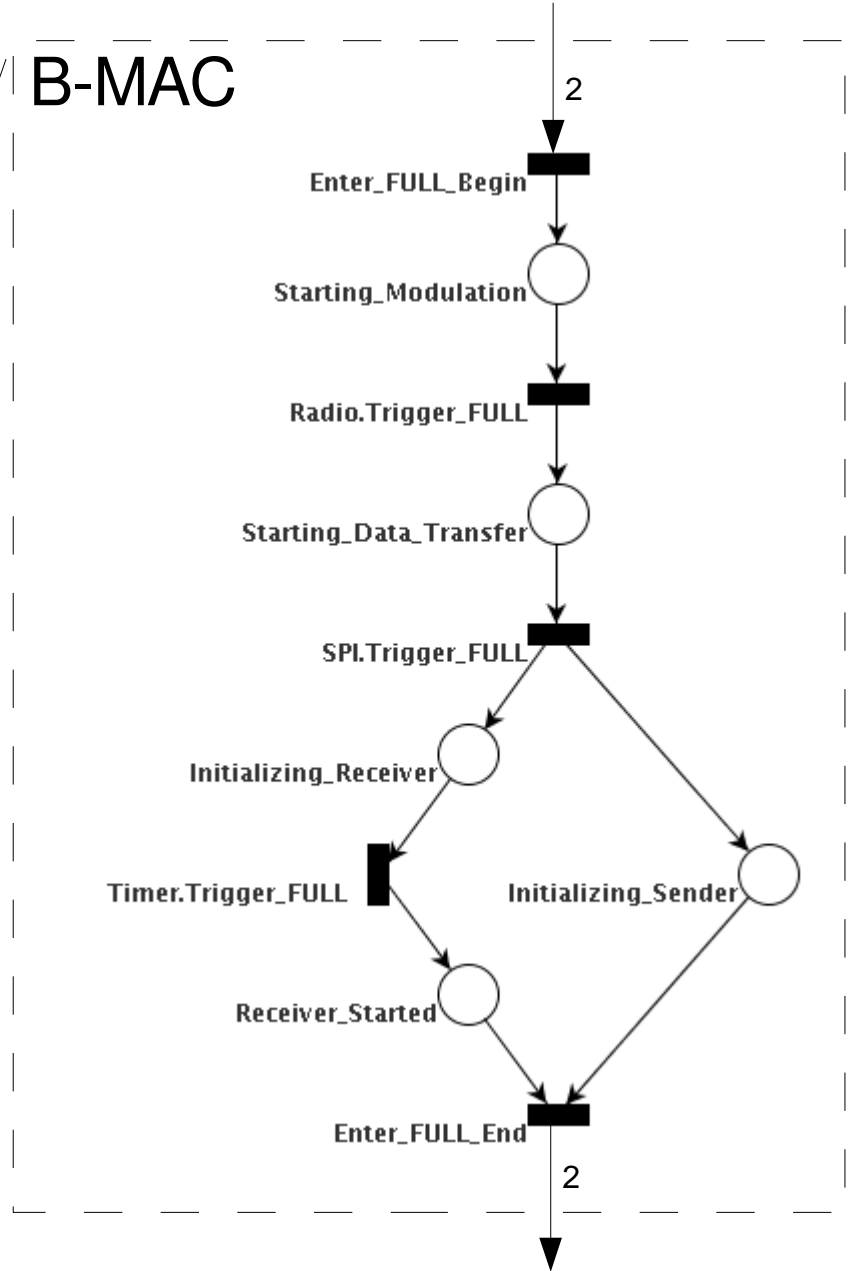 B-MAC
2
Enter_FULL_Begin
Starting_Modulation
Radio.Trigger_FULL
Starting_Data_Transfer
SPI.Trigger_FULL
Initializing_Receiver
Timer.Trigger_FULL
Initializing_Sender
Receiver_Started
Enter_FULL_End
2